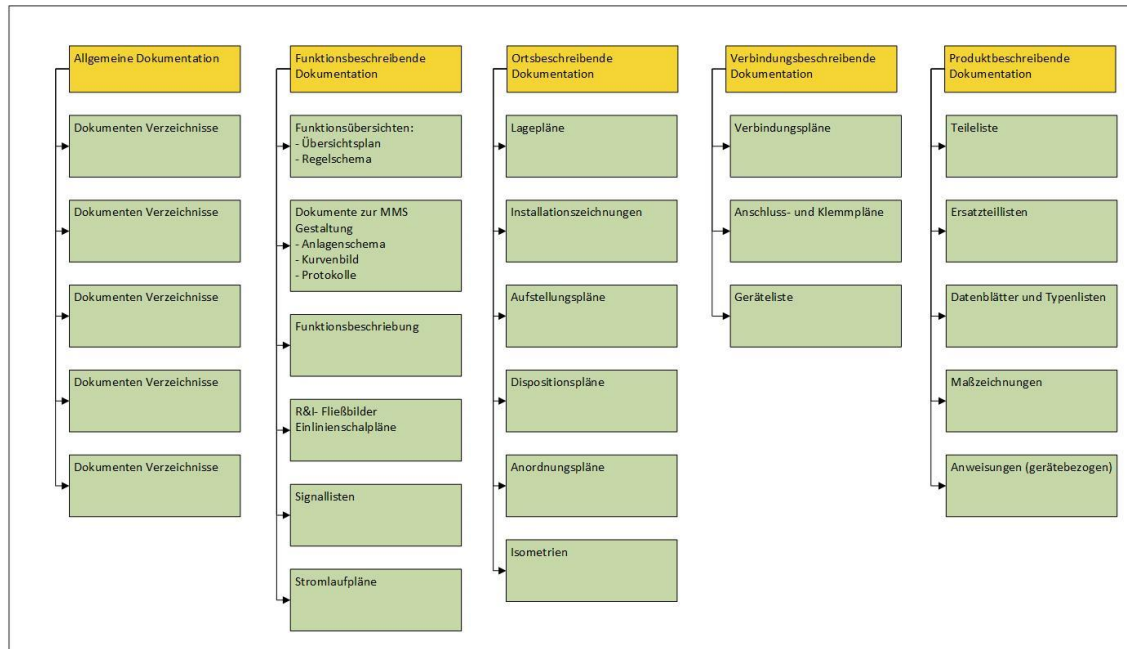 Allgemeine Dokumentation
Dokumenten Verzeichnisse
Dokumenten Verzeichnisse
Dokumenten Verzeichnisse
Dokumenten Verzeichnisse
Dokumenten Verzeichnisse
Funktionsbeschreibende
Dokumentation
Funktionsübersichten:
- Übersichtsplan
- Regelschema
Dokumente zur MMS
Gestaltung
- Anlagenschema
- Kurvenbild
- Protokolle
Funktionsbeschriebung
R&I- Fließbilder
Einlinienschalpläne
Signallisten
Stromlaufpläne
Ortsbeschreibende
Dokumentation
Lagepläne
Installationszeichnungen
Aufstellungspläne
Dispositionspläne
Anordnungspläne
Isometrien
Verbindungsbeschreibende
Dokumentation
Verbindungspläne
Anschluss- und Klemmpläne
Geräteliste
Produktbeschreibende
Dokumentation
Teileliste
Ersatzteillisten
Datenblätter und Typenlisten
Maßzeichnungen
Anweisungen (gerätebezogen)